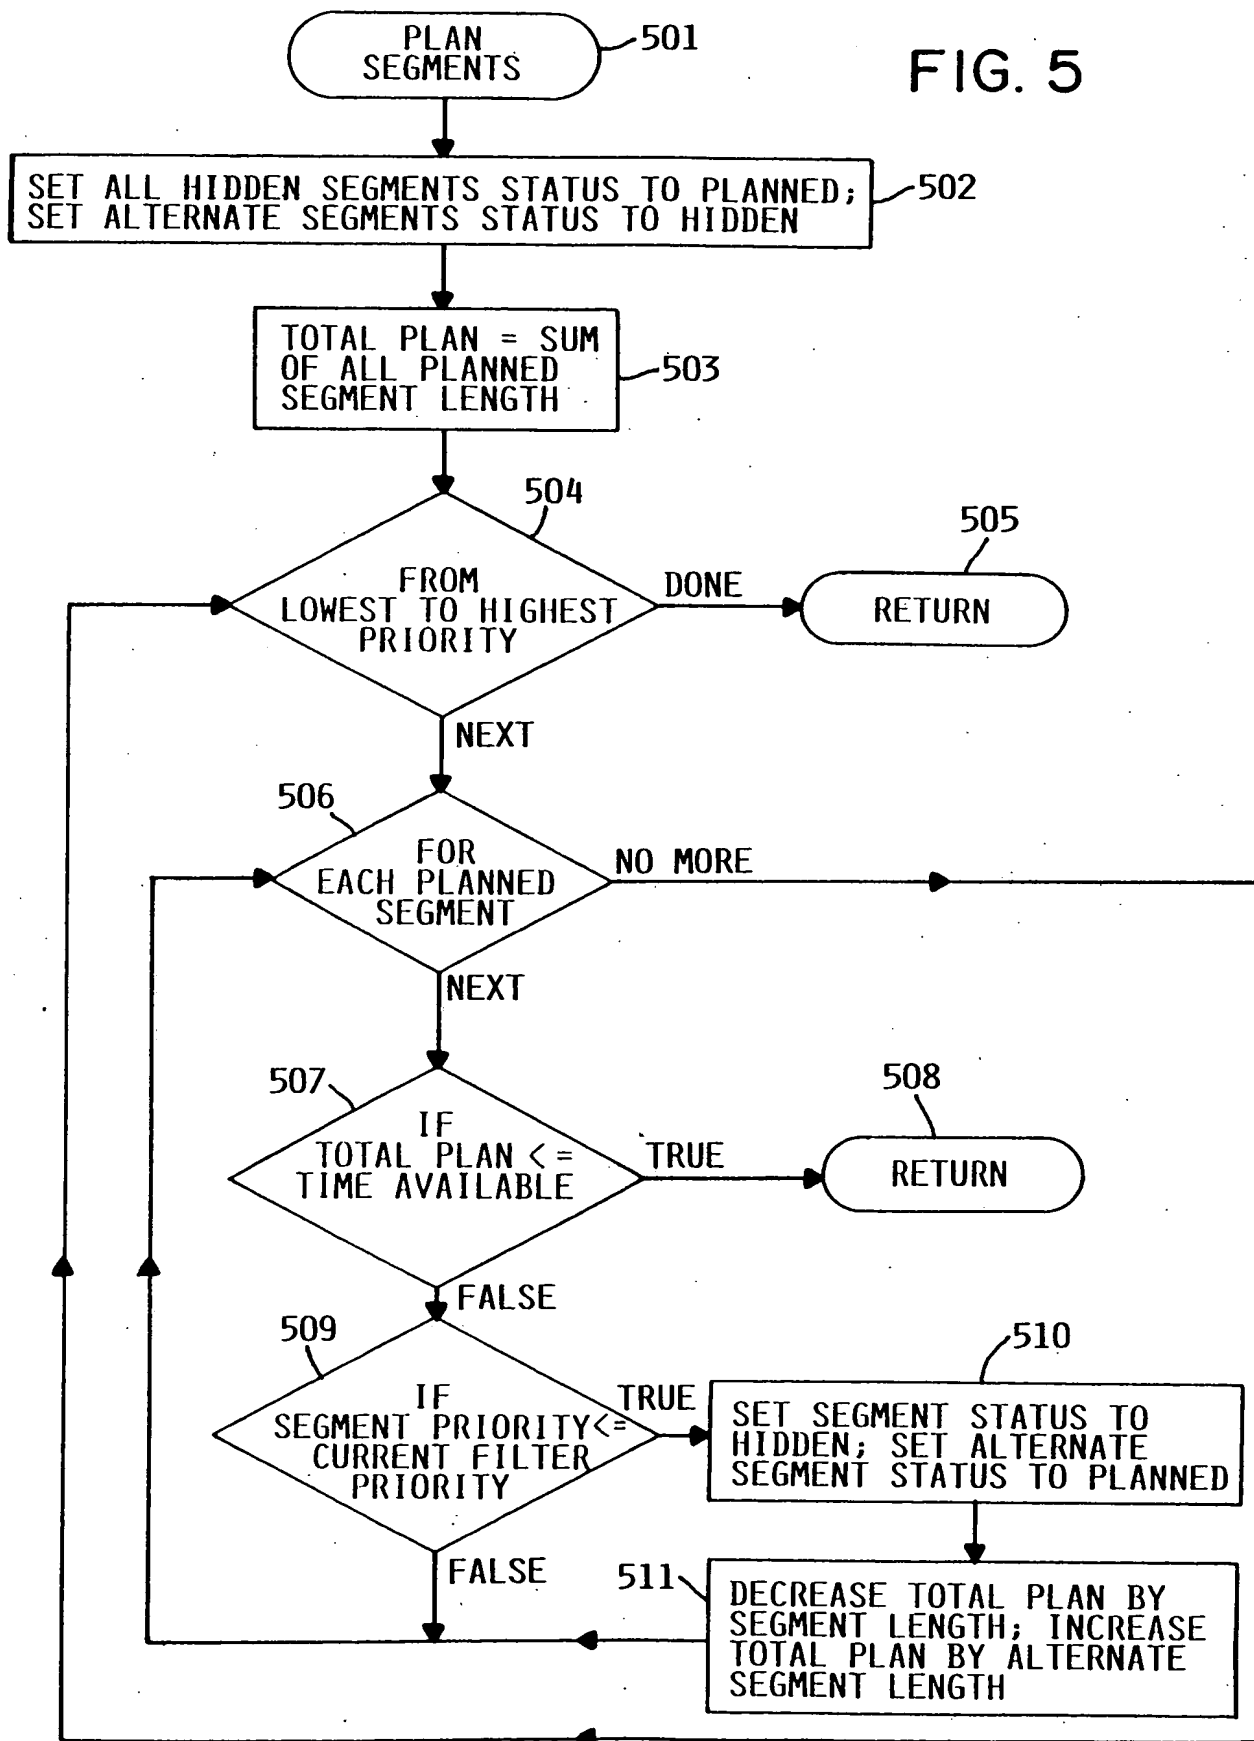 PLAN
SEGMENTS
501
FIG. 5
SET ALL HIDDEN SEGMENTS STATUS TO PLANNED;
SET ALTERNATE SEGMENTS STATUS TO HIDDEN
502
TOTAL PLAN = SUM
OF ALL PLANNED
SEGMENT LENGTH
503
504
FROM
LOWEST TO HIGHEST
PRIORITY
DONE
505
RETURN
NEXT
506
FOR
EACH PLANNED
SEGMENT
NO MORE
NEXT
507
IF
TOTAL PLAN <=
TIME AVAILABLE
TRUE
508
RETURN
FALSE
509
IF
SEGMENT PRIORITY<=
CURRENT FILTER
PRIORITY
TRUE
510
SET SEGMENT STATUS TO
HIDDEN; SET ALTERNATE
SEGMENT STATUS TO PLANNED
FALSE
511
DECREASE TOTAL PLAN BY
SEGMENT LENGTH; INCREASE
TOTAL PLAN BY ALTERNATE
SEGMENT LENGTH